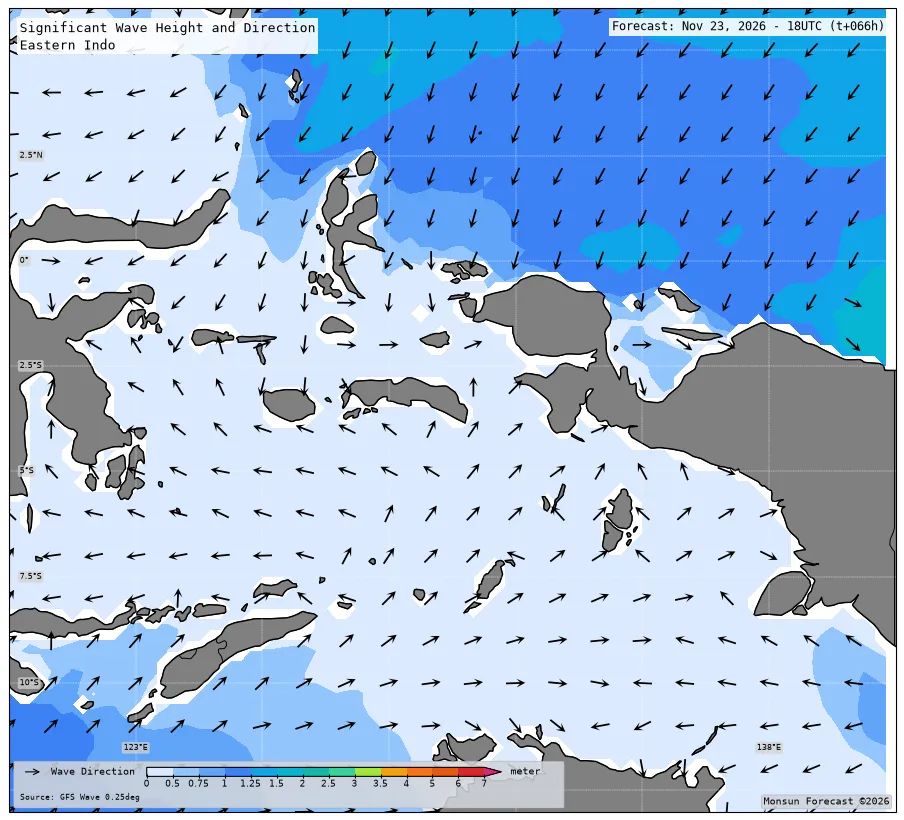 Significant Wave Height and Direction
Eastern Indo
Forecast: Nov 23, 2026 - 18UTC (t+066h)
2.5°N
0°
2.5°S
5°S
7.5°S
10°S
123°E
138°E
Wave Direction
meter
0 0.5 0.75 1 1.25 1.5 2 2.5 3 3.5 4 5 6 7
Source: GFS Wave 0.25deg
Monsun Forecast ©2026